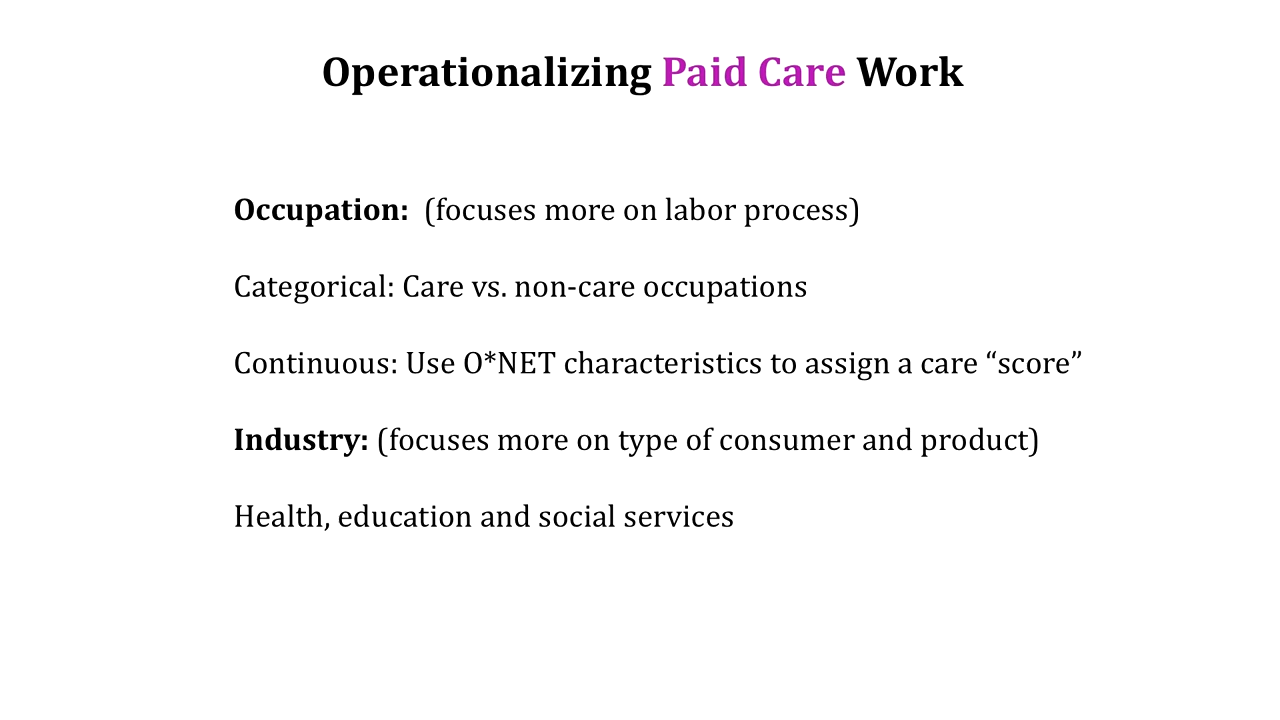 Operationalizing Paid Care Work
Occupation:  (focuses more on labor process)
Categorical: Care vs. non-care occupations
Continuous: Use O*NET characteristics to assign a care “score”
Industry: (focuses more on type of consumer and product)
Health, education and social services